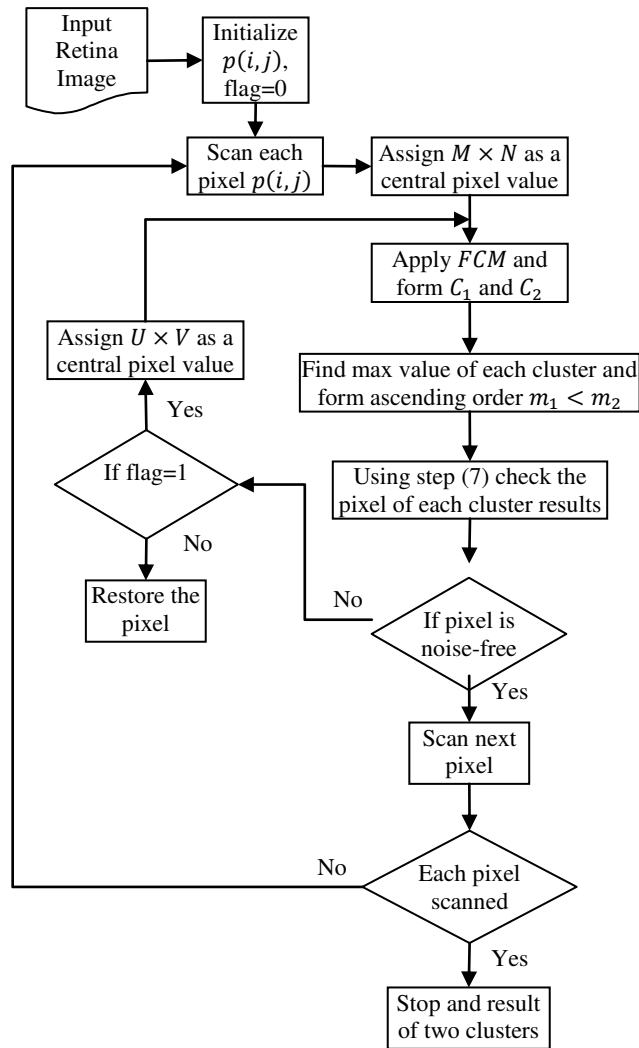 Input
Retina
Image
Initialize
p(i,j),
flag=0
Scan each
pixel p(i,j)
Assign M × N as a
central pixel value
Apply FCM and
form C₁ and C₂
Assign U × V as a
central pixel value
Find max value of each cluster and
form ascending order m₁ < m₂
Yes
If flag=1
Using step (7) check the
pixel of each cluster results
No
Restore the
pixel
No
If pixel is
noise-free
Yes
Scan next
pixel
No
Each pixel
scanned
Yes
Stop and result
of two clusters